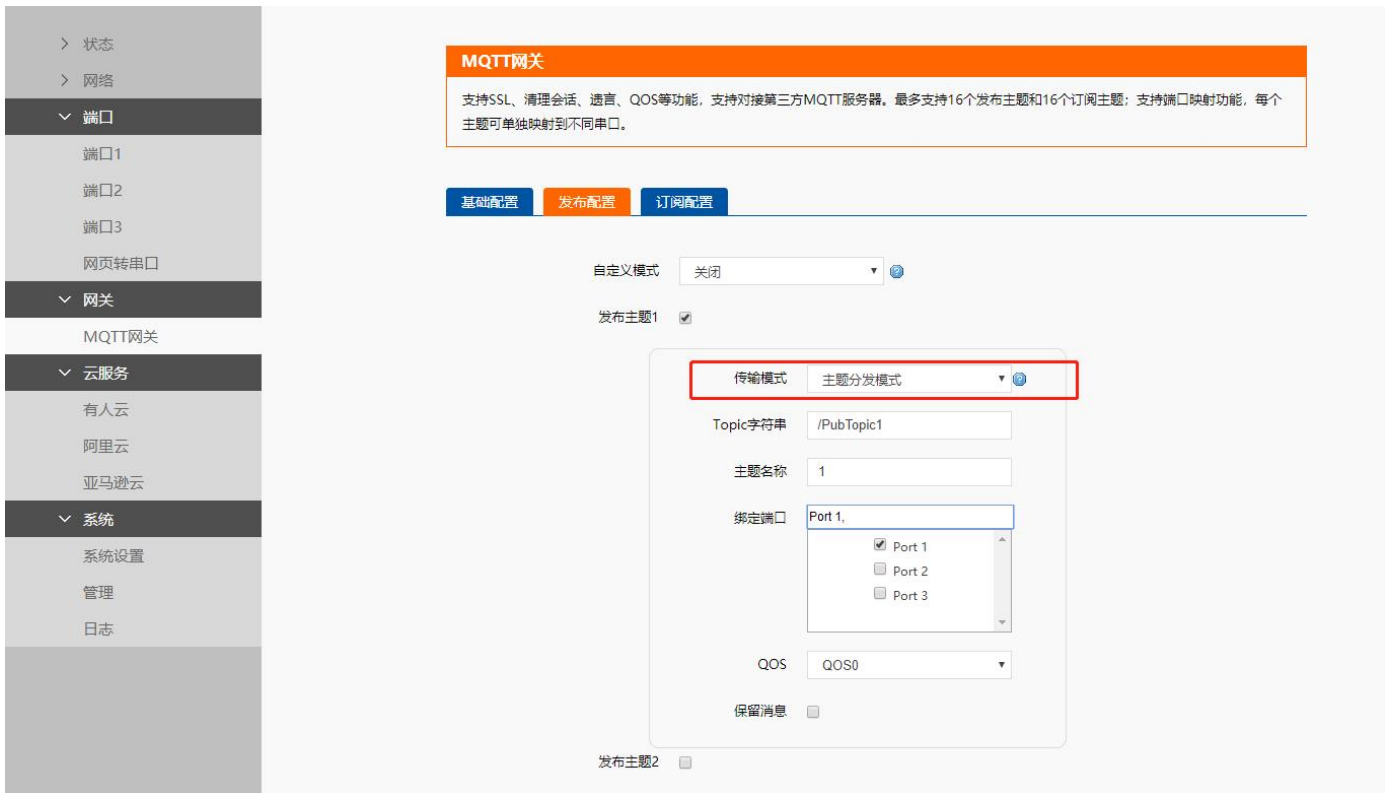 状态
网络
端口
端口1
端口2
端口3
网页转串口
网关
MQTT网关
云服务
有人云
阿里云
亚马逊云
系统
系统设置
管理
日志
MQTT网关
支持SSL、清理会话、遗言、QOS等功能，支持对接第三方MQTT服务器。最多支持16个发布主题和16个订阅主题；支持端口映射功能，每个
主题可单独映射到不同串口。
基础配置 发布配置 订阅配置
自定义模式 关闭
发布主题1
传输模式 主题分发模式
Topic字符串 /PubTopic1
主题名称 1
绑定端口 Port 1,
Port 1
Port 2
Port 3
QOS QOS0
保留消息
发布主题2